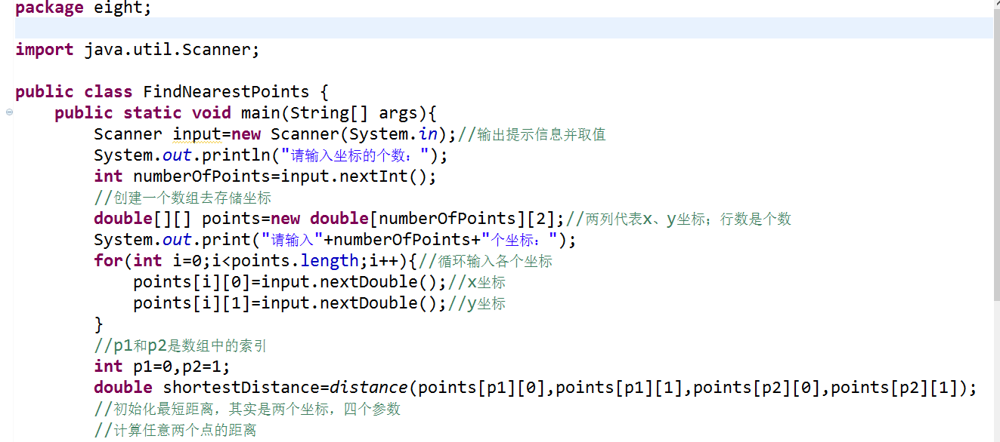 package eight;
import java.util.Scanner;
public class FindNearestPoints {
public static void main(String[] args){
Scanner input=new Scanner(System.in);//输出提示信息并取值
System.out.println("请输入坐标的个数：");
int numberOfPoints=input.nextInt();
//创建一个数组去存储坐标
double[][] points=new double[numberOfPoints][2];//两列代表x、y坐标；行数是个数
System.out.print("请输入"+numberOfPoints+"个坐标：");
for(int i=0;i<points.length;i++){//循环输入各个坐标
points[i][0]=input.nextDouble();//x坐标
points[i][1]=input.nextDouble();//y坐标
}
//p1和p2是数组中的索引
int p1=0,p2=1;
double shortestDistance=distance(points[p1][0],points[p1][1],points[p2][0],points[p2][1]);
//初始化最短距离，其实是两个坐标，四个参数
//计算任意两个点的距离